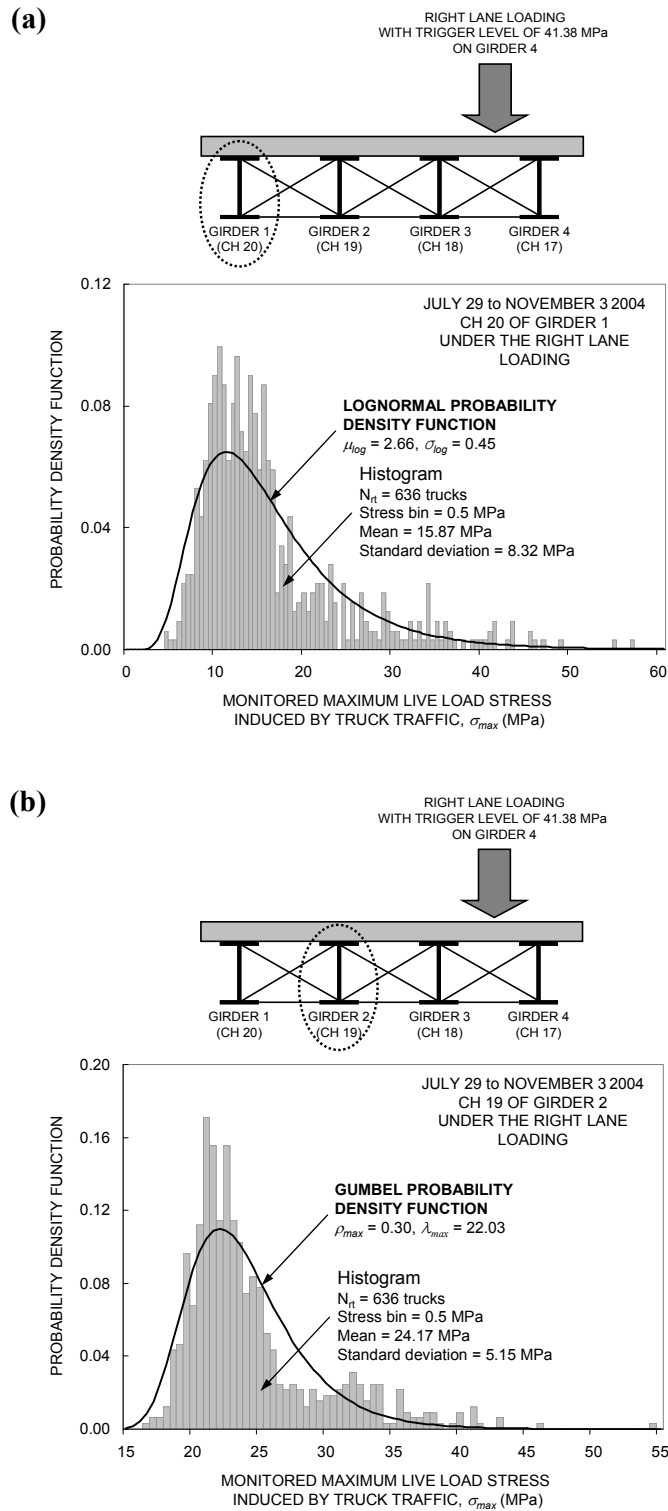 (a)
RIGHT LANE LOADING
WITH TRIGGER LEVEL OF 41.38 MPa
ON GIRDER 4
GIRDER 1 GIRDER 2 GIRDER 3 GIRDER 4
(CH 20) (CH 19) (CH 18) (CH 17)
PROBABILITY DENSITY FUNCTION
0.12
0.08
0.04
0.00
JULY 29 to NOVEMBER 3 2004
CH 20 OF GIRDER 1
UNDER THE RIGHT LANE
LOADING
LOGNORMAL PROBABILITY
DENSITY FUNCTION
μlog = 2.66, σlog = 0.45
Histogram
Nrt = 636 trucks
Stress bin = 0.5 MPa
Mean = 15.87 MPa
Standard deviation = 8.32 MPa
0 10 20 30 40 50 60
MONITORED MAXIMUM LIVE LOAD STRESS
INDUCED BY TRUCK TRAFFIC, σmax (MPa)
(b)
RIGHT LANE LOADING
WITH TRIGGER LEVEL OF 41.38 MPa
ON GIRDER 4
GIRDER 1 GIRDER 2 GIRDER 3 GIRDER 4
(CH 20) (CH 19) (CH 18) (CH 17)
PROBABILITY DENSITY FUNCTION
0.20
0.16
0.12
0.08
0.04
0.00
JULY 29 to NOVEMBER 3 2004
CH 19 OF GIRDER 2
UNDER THE RIGHT LANE
LOADING
GUMBEL PROBABILITY
DENSITY FUNCTION
ρmax = 0.30, λmax = 22.03
Histogram
Nrt = 636 trucks
Stress bin = 0.5 MPa
Mean = 24.17 MPa
Standard deviation = 5.15 MPa
15 20 25 30 35 40 45 50 55
MONITORED MAXIMUM LIVE LOAD STRESS
INDUCED BY TRUCK TRAFFIC, σmax (MPa)